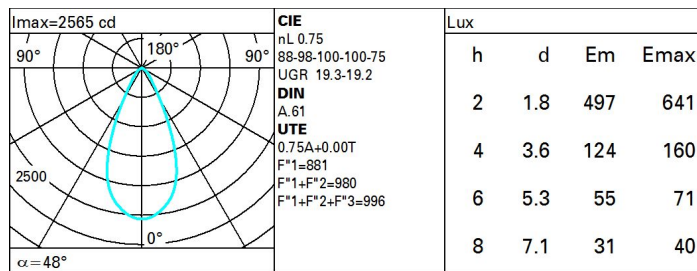 Imax=2565 cd
90°
180°
90°
2500
0°
α=48°
CIE
nL 0.75
88-98-100-100-75
UGR 19.3-19.2
DIN
A.61
UTE
0.75A+0.00T
F"1=881
F"1+F"2=980
F"1+F"2+F"3=996
Lux
h d Em Emax
2 1.8 497 641
4 3.6 124 160
6 5.3 55 71
8 7.1 31 40